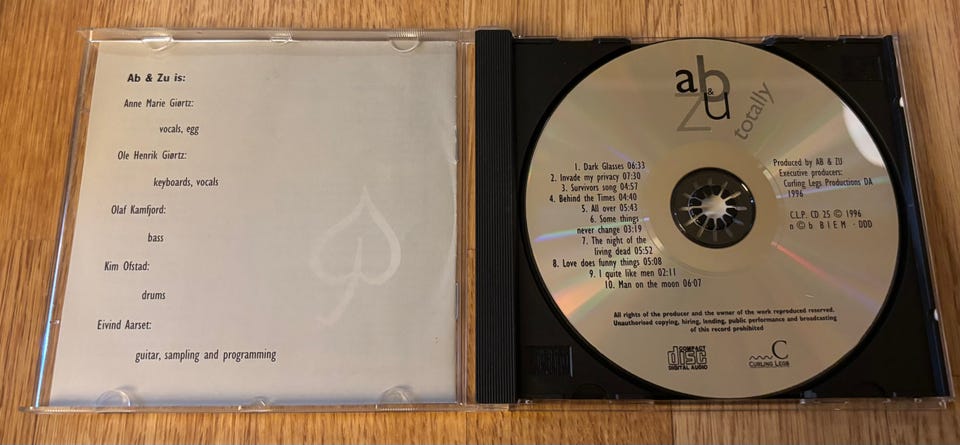 Ab & Zu is:
Anne Marie Giørtz:
vocals, egg
Ole Henrik Giørtz:
keyboards, vocals
Olaf Kamfjord:
bass
Kim Ofstad:
drums
Eivind Aarset:
guitar, sampling and programming
ab
&
zu
totally
1. Dark Glasses 06:33
2. Invade my privacy 07:30
3. Survivors song 04:57
4. Behind the Times 04:40
5. All over 05:43
6. Some things
never change 03:19
7. The night of the
living dead 05:52
8. Love does funny things 05:08
9. I quite like men 02:11
10. Man on the moon 06:07
Produced by AB & ZU
Executive producers:
Curling Legs Productions DA
1996
C.L.P. CD 25 © 1996
n © b B I E M · DDD
All rights of the producer and the owner of the work reproduced reserved.
Unauthorised copying, hiring, lending, public performance and broadcasting
of this record prohibited
COMPACT
disc
DIGITAL AUDIO
C
CURLING LEGS